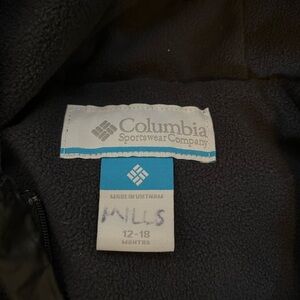 Columbia
Sportswear Company
MADE IN VIETNAM
MILLS
12-18
MONTHS